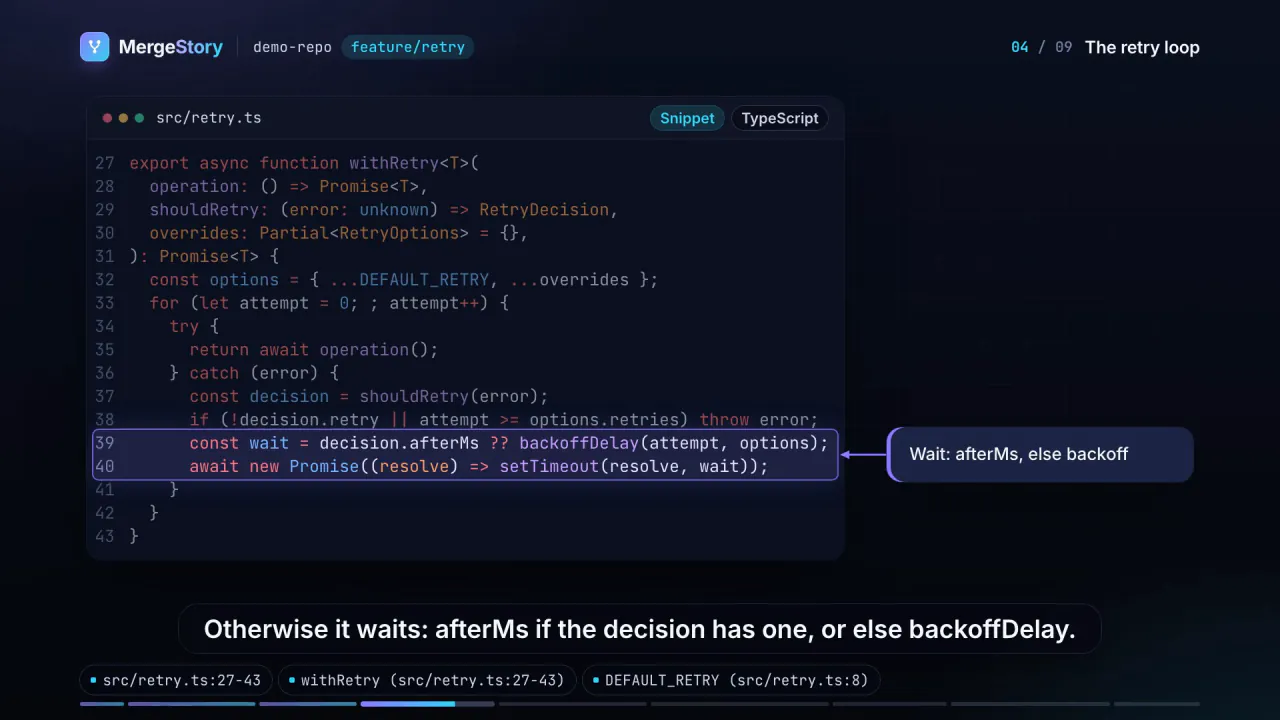 MergeStory demo-repo feature/retry 04 / 09 The retry loop
src/retry.ts Snippet TypeScript
27 export async function withRetry<T>(
28   operation: () => Promise<T>,
29   shouldRetry: (error: unknown) => RetryDecision,
30   overrides: Partial<RetryOptions> = {},
31 ): Promise<T> {
32   const options = { ...DEFAULT_RETRY, ...overrides };
33   for (let attempt = 0; ; attempt++) {
34     try {
35       return await operation();
36     } catch (error) {
37       const decision = shouldRetry(error);
38       if (!decision.retry || attempt >= options.retries) throw error;
39       const wait = decision.afterMs ?? backoffDelay(attempt, options);
40       await new Promise((resolve) => setTimeout(resolve, wait));
41     }
42   }
43 }
Wait: afterMs, else backoff
Otherwise it waits: afterMs if the decision has one, or else backoffDelay.
src/retry.ts:27-43 withRetry (src/retry.ts:27-43) DEFAULT_RETRY (src/retry.ts:8)